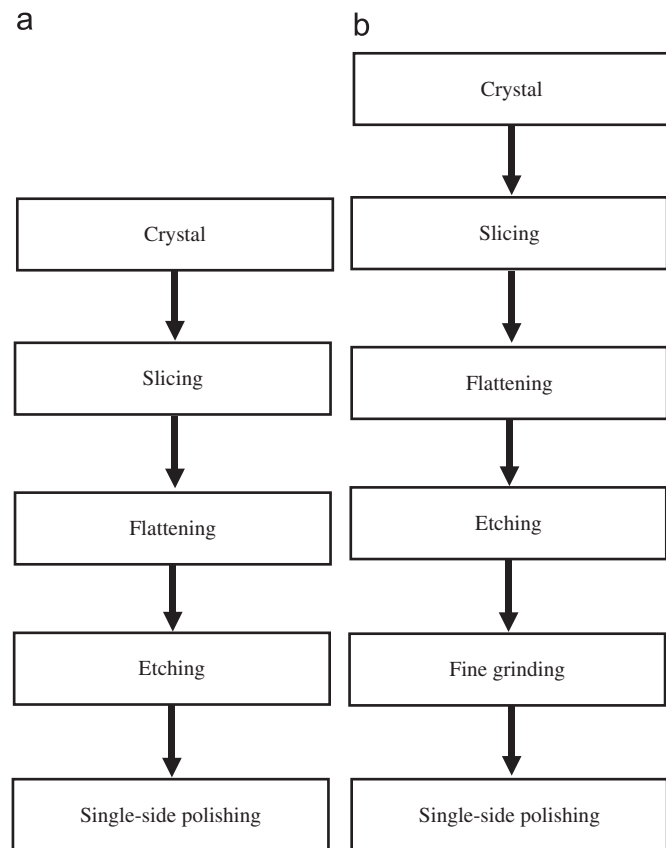 a
Crystal
Slicing
Flattening
Etching
Single-side polishing
b
Crystal
Slicing
Flattening
Etching
Fine grinding
Single-side polishing